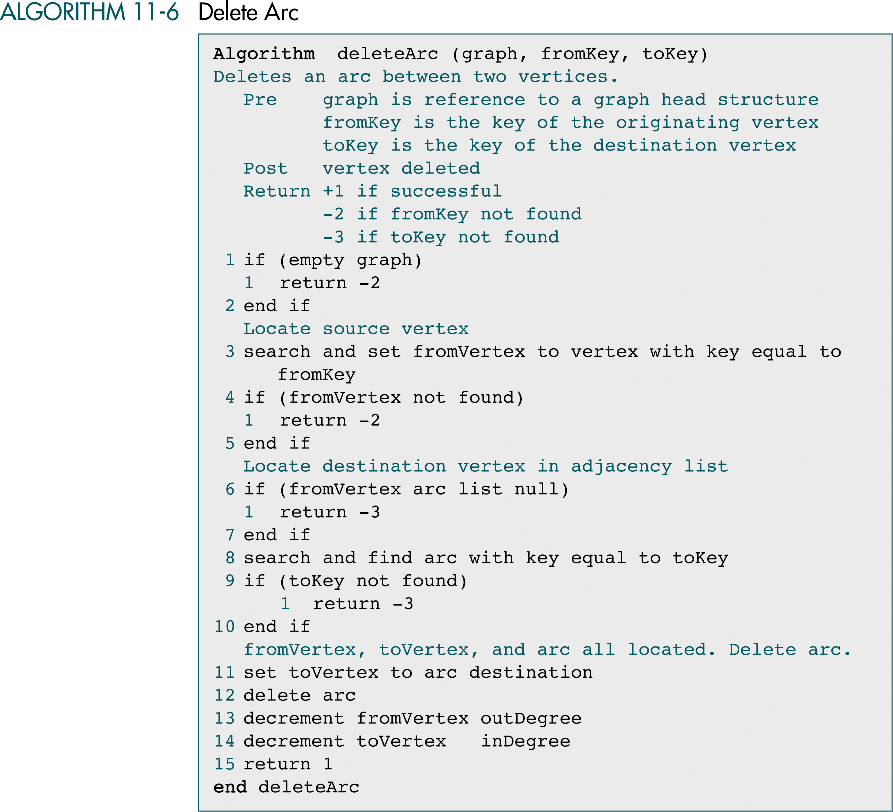 ALGORITHM 11-6 Delete Arc
Algorithm deleteArc (graph, fromKey, toKey)
Deletes an arc between two vertices.
Pre graph is reference to a graph head structure
fromKey is the key of the originating vertex
toKey is the key of the destination vertex
Post vertex deleted
Return +1 if successful
-2 if fromKey not found
-3 if toKey not found
1 if (empty graph)
1 return -2
2 end if
Locate source vertex
3 search and set fromVertex to vertex with key equal to
fromKey
4 if (fromVertex not found)
1 return -2
5 end if
Locate destination vertex in adjacency list
6 if (fromVertex arc list null)
1 return -3
7 end if
8 search and find arc with key equal to toKey
9 if (toKey not found)
1 return -3
10 end if
fromVertex, toVertex, and arc all located. Delete arc.
11 set toVertex to arc destination
12 delete arc
13 decrement fromVertex outDegree
14 decrement toVertex inDegree
15 return 1
end deleteArc